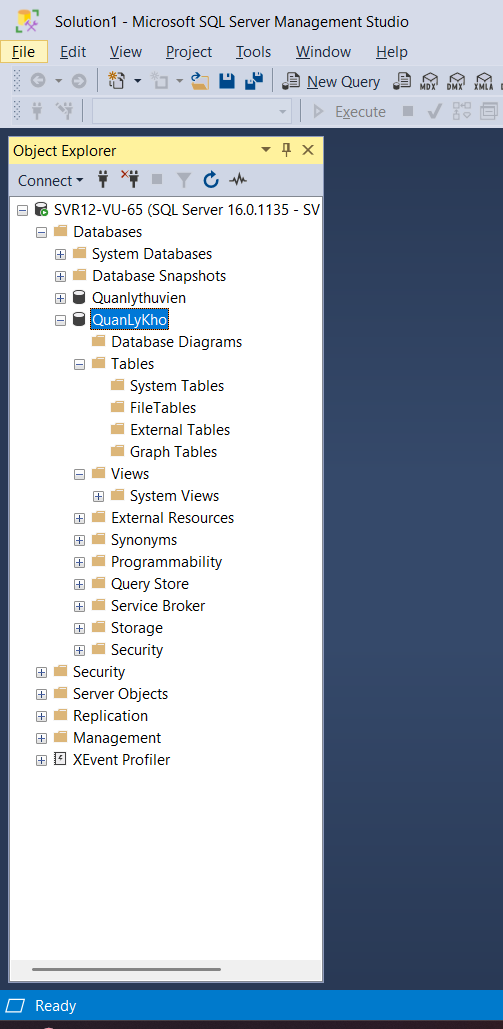 Solution1 - Microsoft SQL Server Management Studio
File Edit View Project Tools Window Help
New Query MDX DMX XMLA
Execute
Object Explorer
Connect
SVR12-VU-65 (SQL Server 16.0.1135 - SV
Databases
System Databases
Database Snapshots
Quanlythuvien
QuanLyKho
Database Diagrams
Tables
System Tables
FileTables
External Tables
Graph Tables
Views
System Views
External Resources
Synonyms
Programmability
Query Store
Service Broker
Storage
Security
Security
Server Objects
Replication
Management
XEvent Profiler
Ready